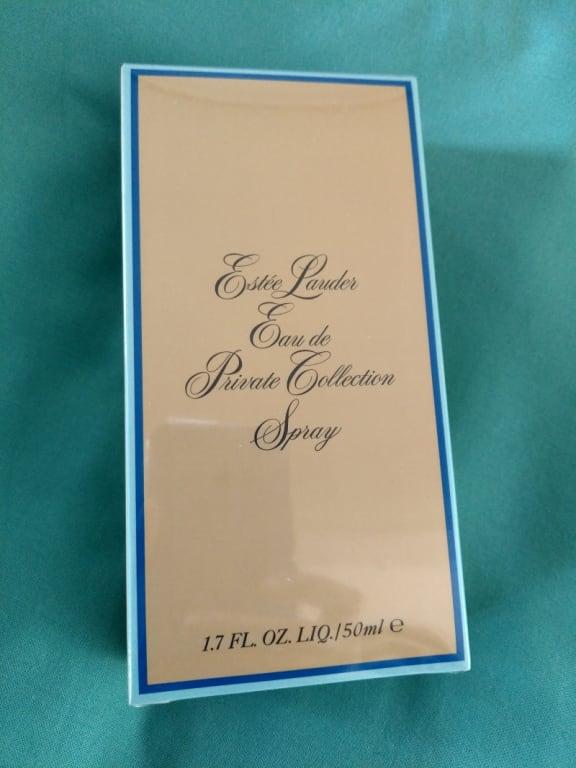 Estée Lauder
Eau de
Private Collection
Spray
1.7 FL. OZ. LIQ./50ml ℮